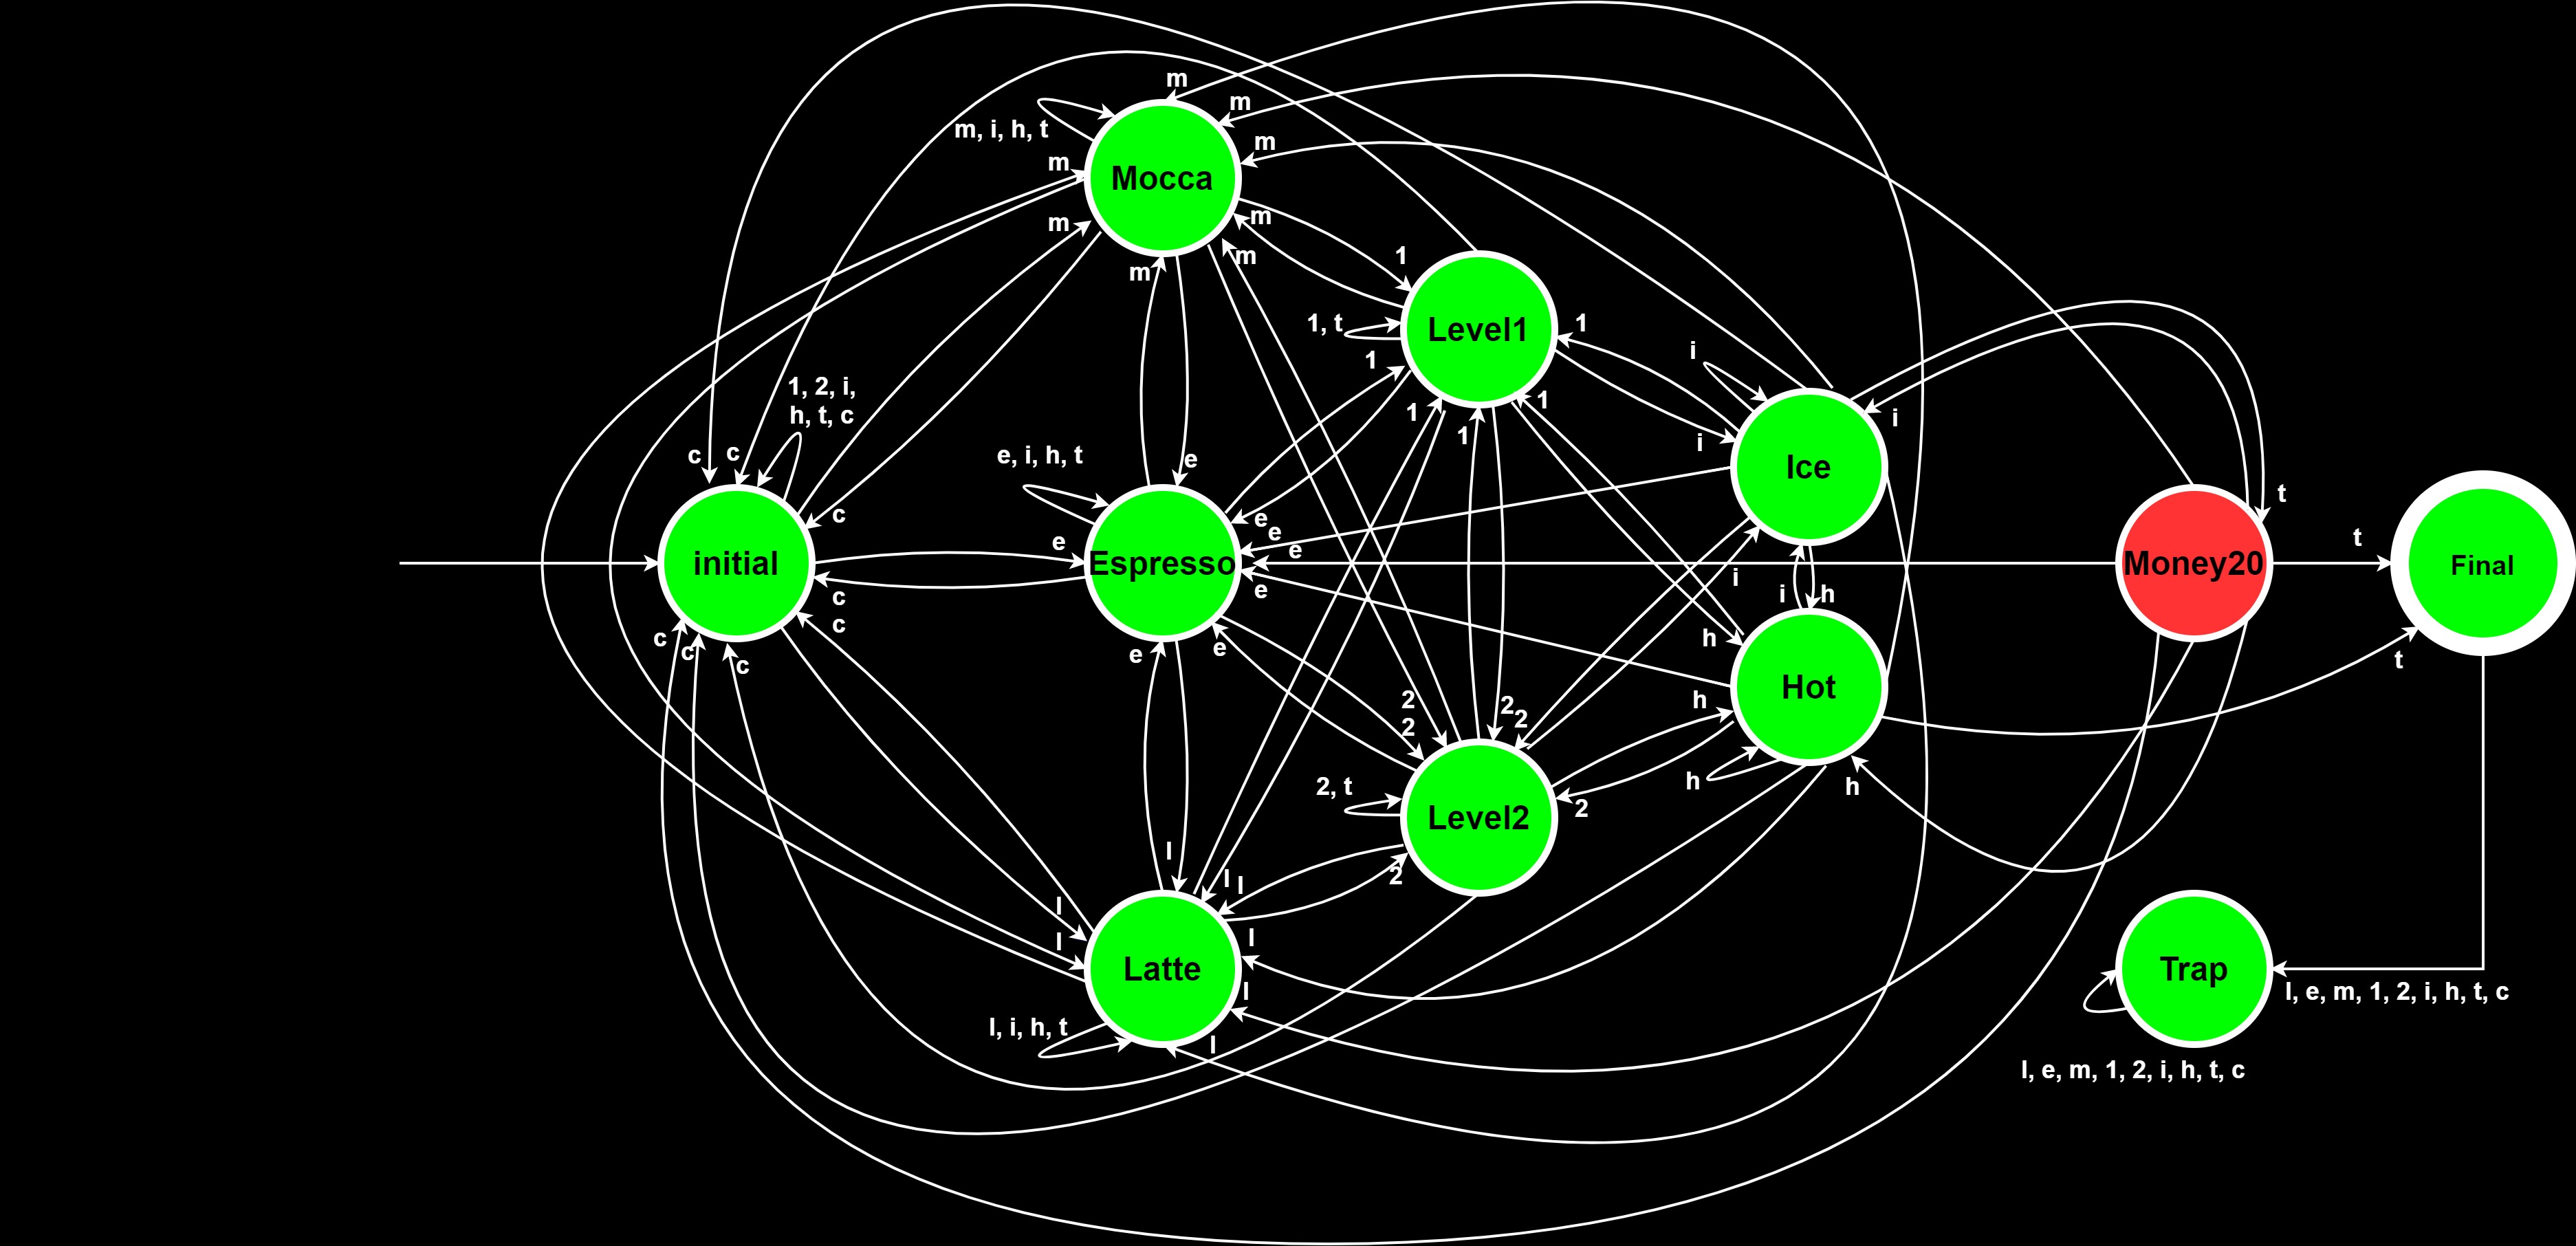 m
m
m, i, h, t
m
m
Mocca
m
m
1
m
m
1, t
Level1
1
1
i
1, 2, i,
h, t, c
1
1
1
i
i
c
c
e, i, h, t
e
Ice
t
c
e
e
e
e
t
initial
Espresso
Money20
Final
i
c
e
i
h
c
c
c
c
e
e
h
t
Hot
2
2
2
2
h
2, t
h
h
2
Level2
l
2
l
l
l
l
l
Latte
Trap
l
l, e, m, 1, 2, i, h, t, c
l, i, h, t
l
l, e, m, 1, 2, i, h, t, c